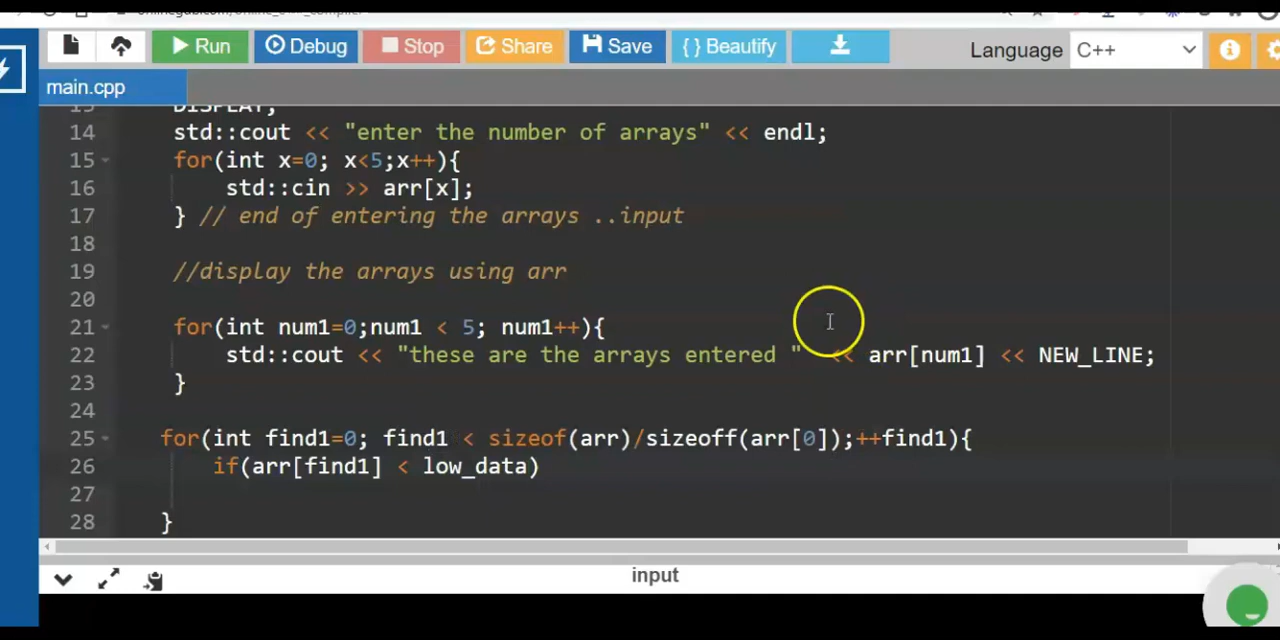 Run Debug Stop Share Save { } Beautify Language C++
main.cpp
14 std::cout << "enter the number of arrays" << endl;
15 for(int x=0; x<5;x++){
16 std::cin >> arr[x];
17 } // end of entering the arrays ..input
18
19 //display the arrays using arr
20
21 for(int num1=0;num1 < 5; num1++){
22 std::cout << "these are the arrays entered " << arr[num1] << NEW_LINE;
23 }
24
25 for(int find1=0; find1 < sizeof(arr)/sizeoff(arr[0]);++find1){
26 if(arr[find1] < low_data)
27
28 }
input